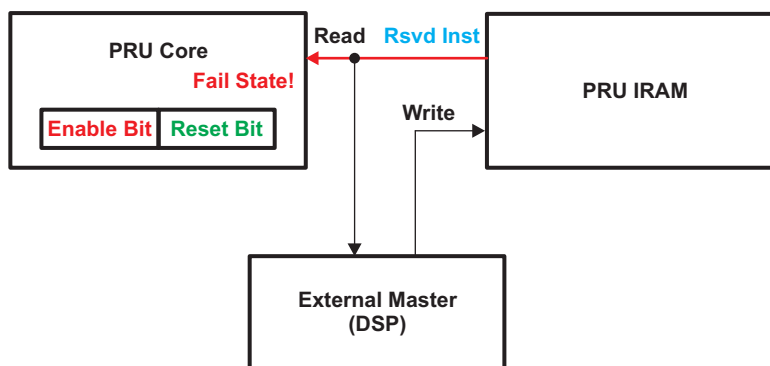 PRU Core
Read
Rsvd Inst
Fail State!
PRU IRAM
Enable Bit
Reset Bit
Write
External Master
(DSP)